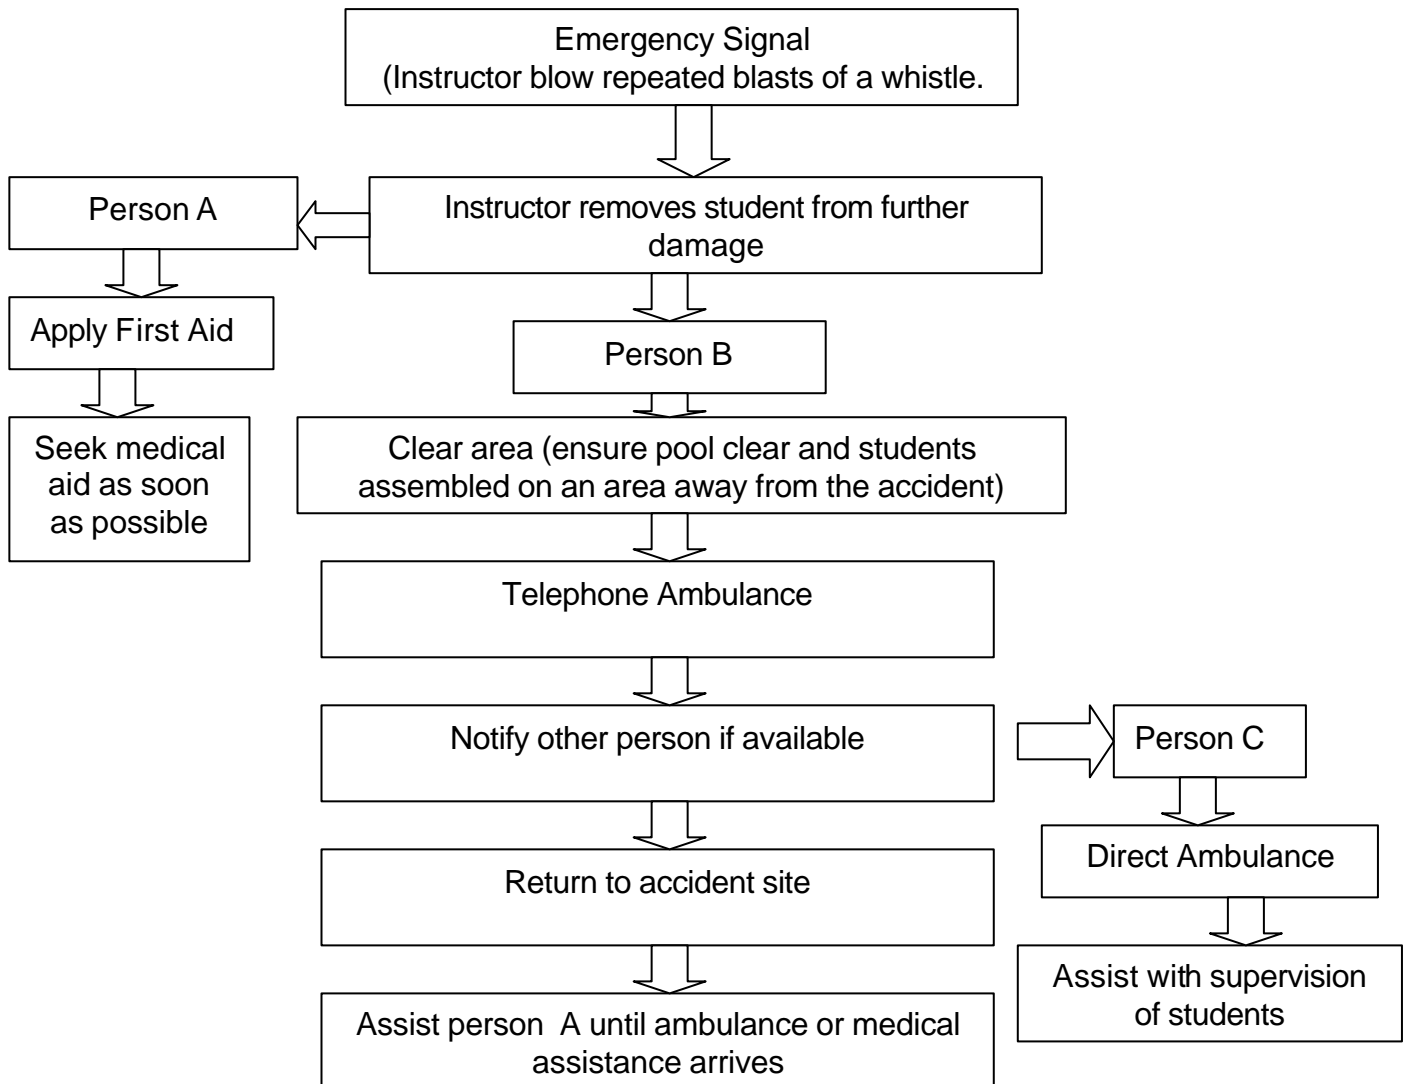 Emergency Signal
(Instructor blow repeated blasts of a whistle.
Person A
Instructor removes student from further
damage
Apply First Aid
Person B
Seek medical
aid as soon
as possible
Clear area (ensure pool clear and students
assembled on an area away from the accident)
Telephone Ambulance
Notify other person if available
Person C
Return to accident site
Direct Ambulance
Assist person A until ambulance or medical
assistance arrives
Assist with supervision
of students